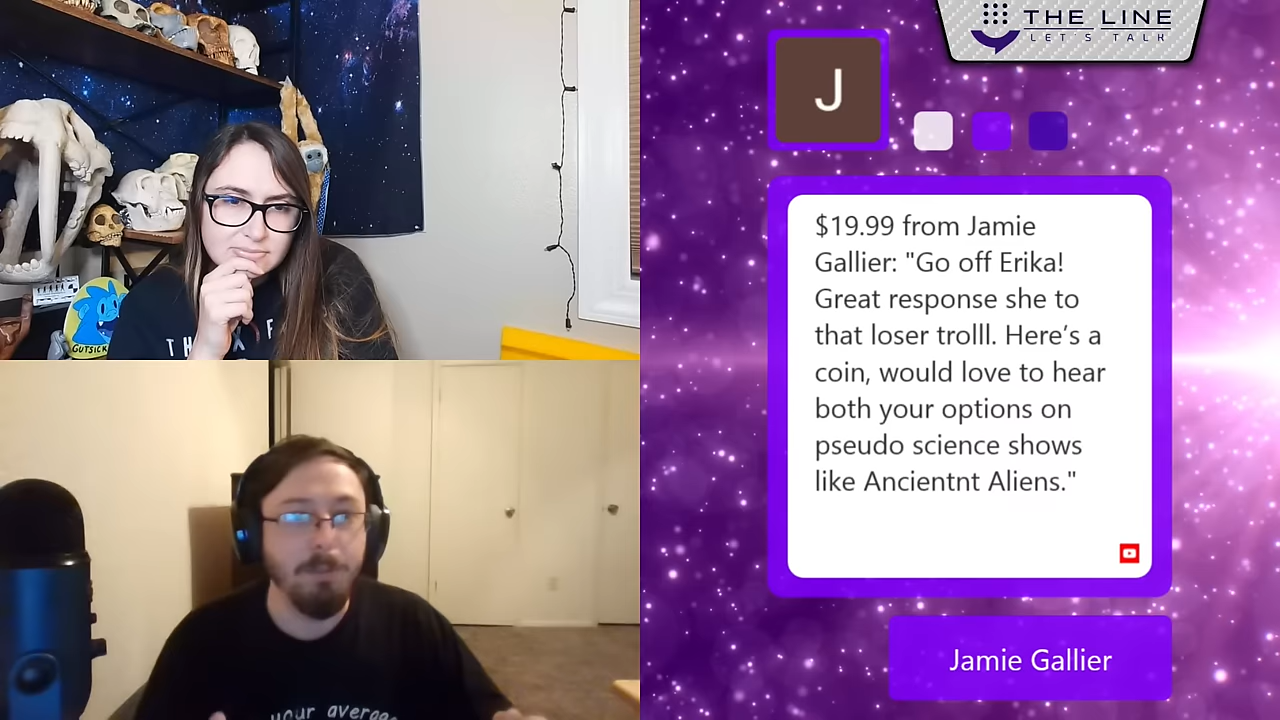 THE LINE
LET'S TALK
J
$19.99 from Jamie
Gallier: "Go off Erika!
Great response she to
that loser trolll. Here's a
coin, would love to hear
both your options on
pseudo science shows
like Ancientnt Aliens."
Jamie Gallier
GUTSICK
TH X F
your average